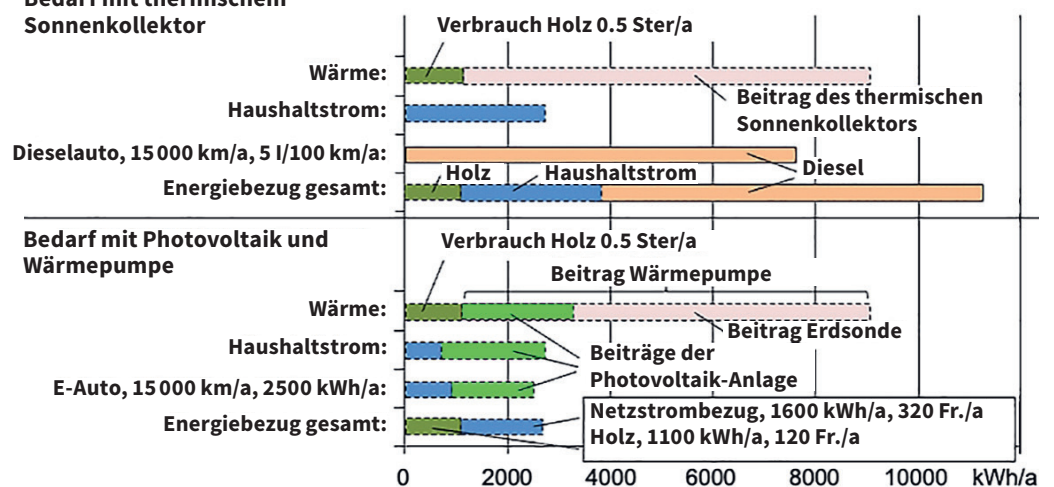 Bedarf mit thermischem
Sonnenkollektor
Verbrauch Holz 0.5 Ster/a
Wärme:
Beitrag des thermischen
Sonnenkollektors
Haushaltstrom:
Dieselauto, 15 000 km/a, 5 l/100 km/a:
Diesel
Holz
Haushaltstrom
Energiebezug gesamt:
Bedarf mit Photovoltaik und
Wärmepumpe
Verbrauch Holz 0.5 Ster/a
Beitrag Wärmepumpe
Wärme:
Beitrag Erdsonde
Haushaltstrom:
Beiträge der
Photovoltaik-Anlage
E-Auto, 15 000 km/a, 2500 kWh/a:
Energiebezug gesamt:
Netzstrombezug, 1600 kWh/a, 320 Fr./a
Holz, 1100 kWh/a, 120 Fr./a
0 2000 4000 6000 8000 10000 kWh/a